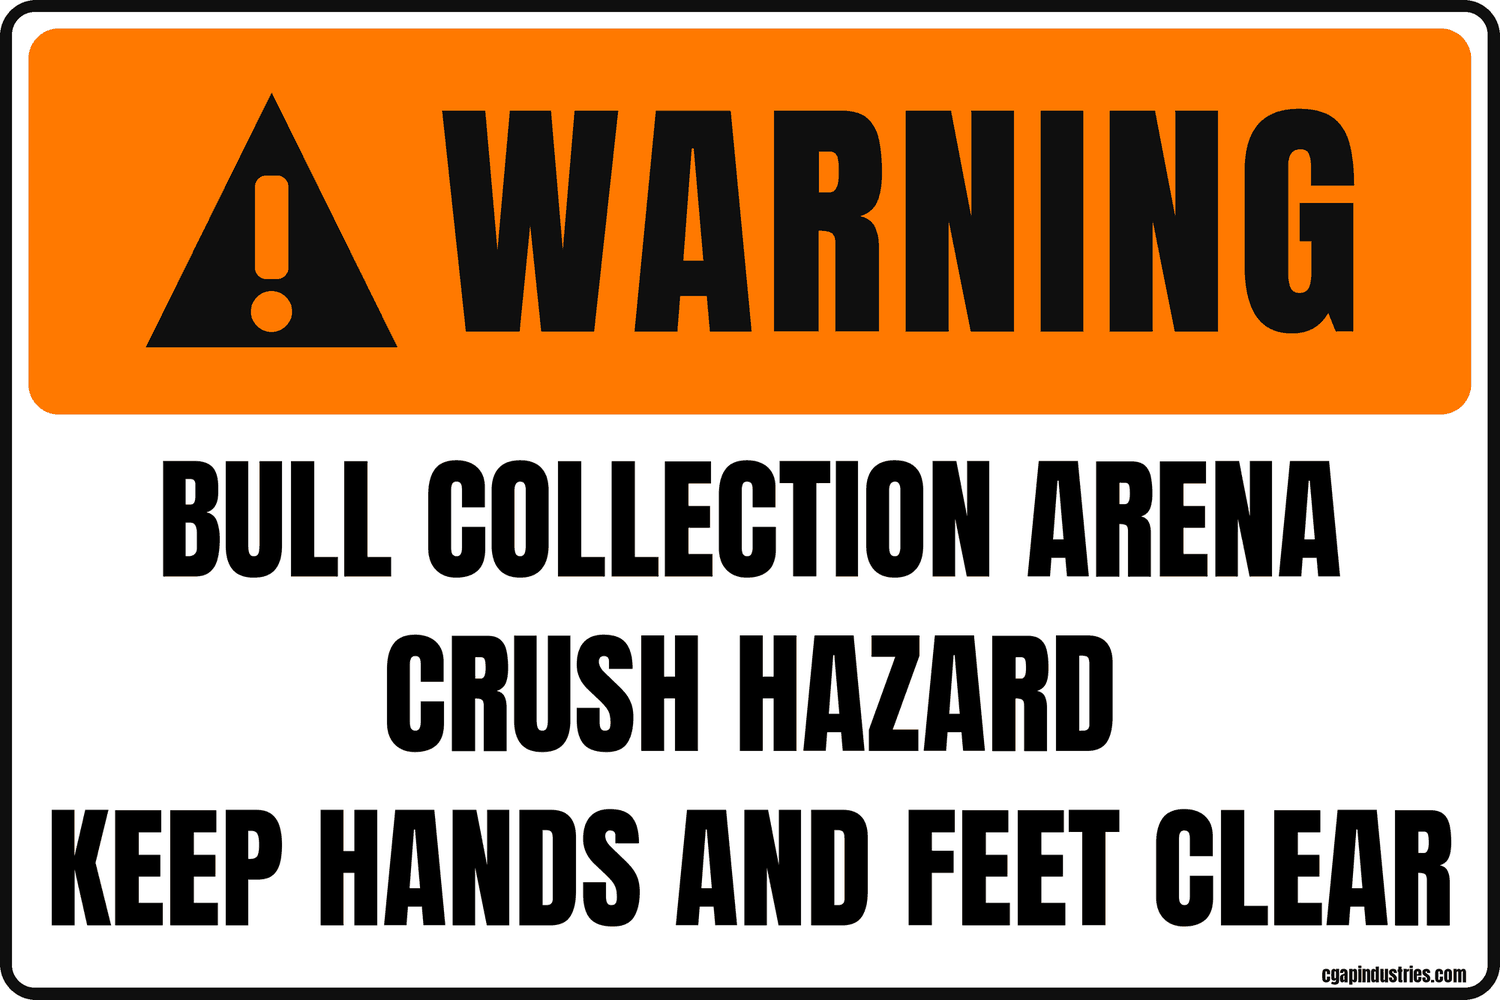 WARNING
BULL COLLECTION ARENA
CRUSH HAZARD
KEEP HANDS AND FEET CLEAR
cgapindustries.com